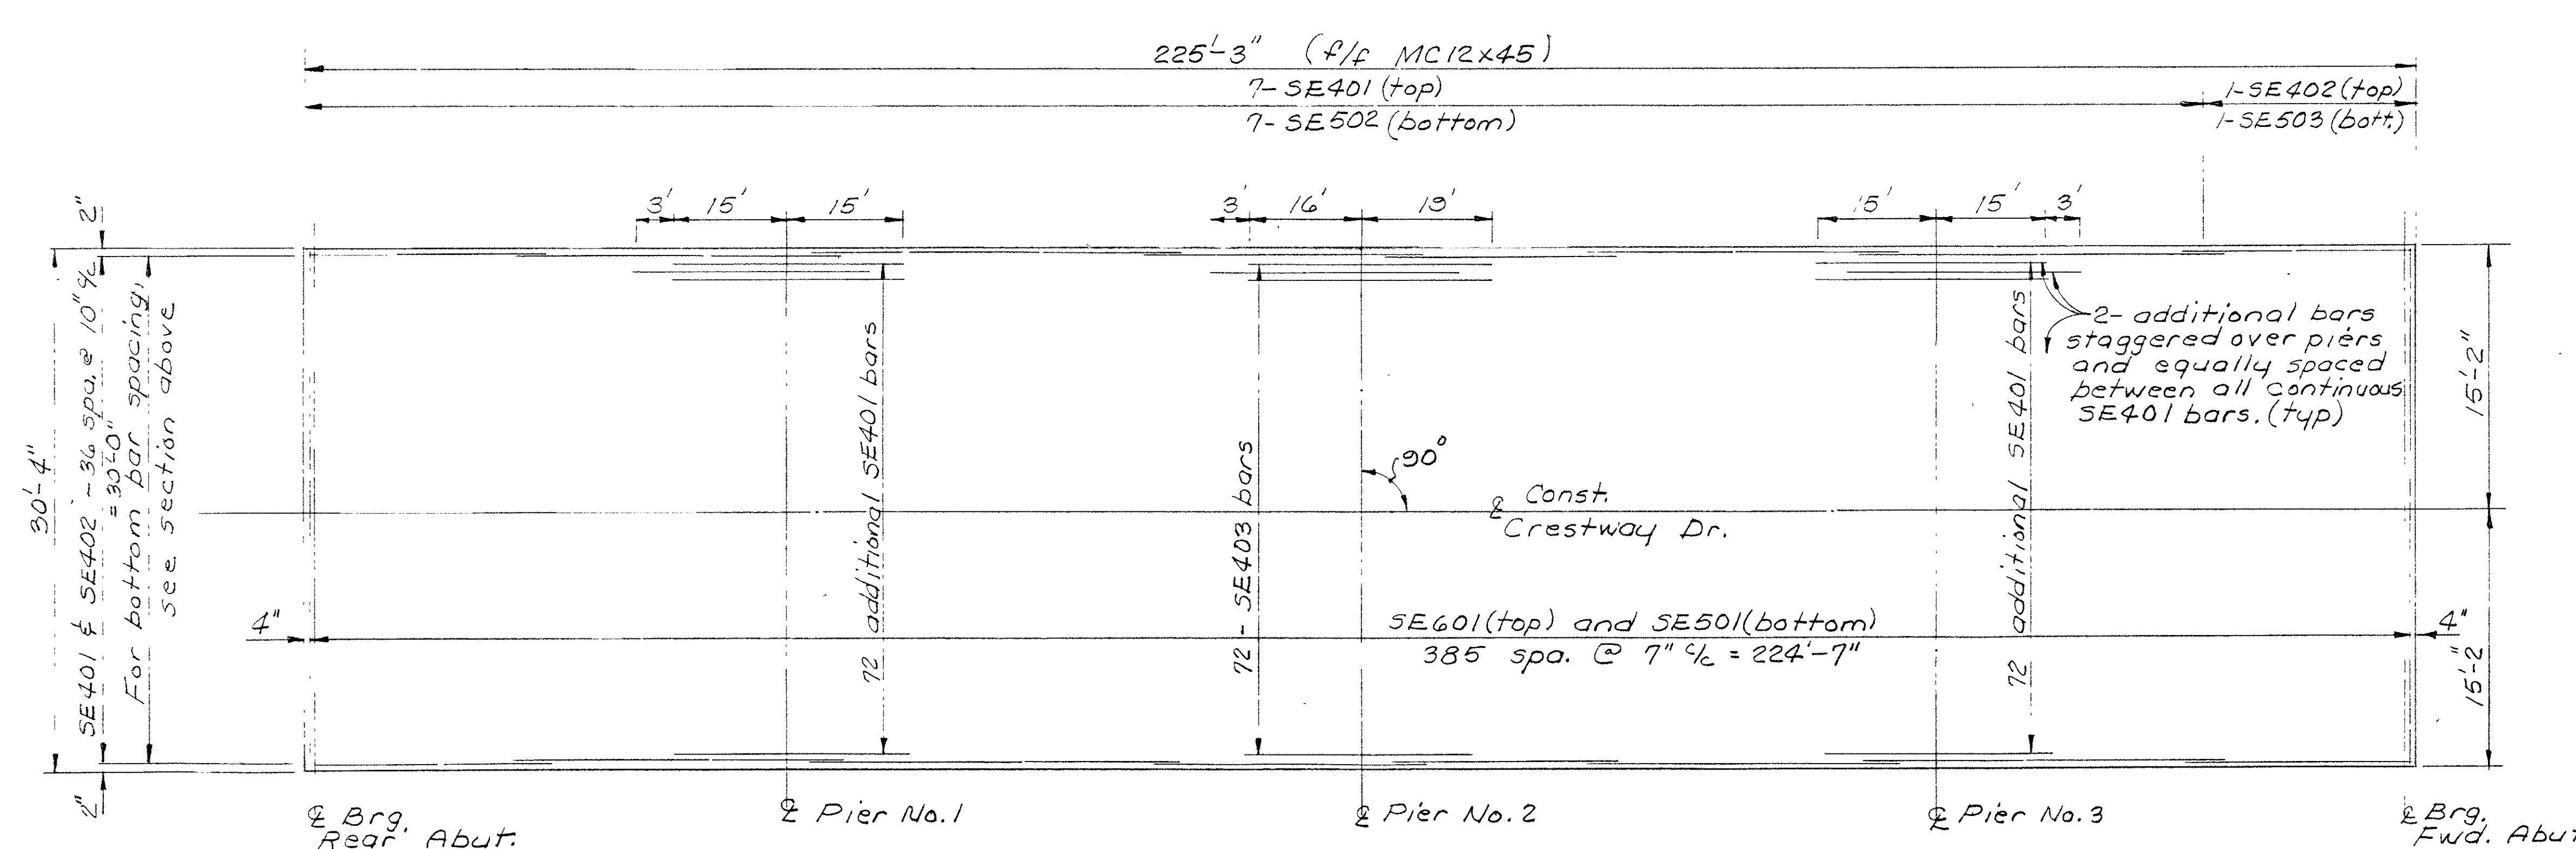 225'-3" (f/f MC12x45)
7-SE401 (top)
1-SE402 (top)
7-SE502 (bottom)
1-SE503 (bott.)
3' 15' 15'
3 16' 19'
15' 15' 3'
2"
30'-4"
SE401 & SE402 - 36 spa. @ 10" c/c
= 30'-0"
For bottom bar spacing,
see section above
2"
72 additional SE401 bars
72 - SE403 bars
72 additional SE401 bars
2- additional bars
staggered over piers
and equally spaced
between all continuous
SE401 bars. (typ)
15'-2"
90°
℄ Const.
Crestway Dr.
4"
SE601(top) and SE501(bottom)
385 spa. @ 7" c/c = 224'-7"
4"
15'-2"
℄ Brg.
Rear Abut.
℄ Pier No. 1
℄ Pier No. 2
℄ Pier No. 3
℄ Brg.
Fwd. Abut